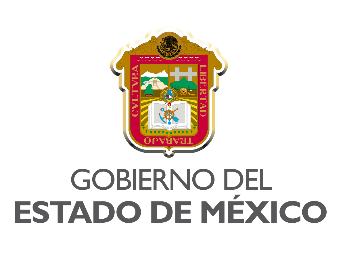 CVLTVRA
LIBERTAD
TRABAJO
GOBIERNO DEL
ESTADO DE MÉXICO